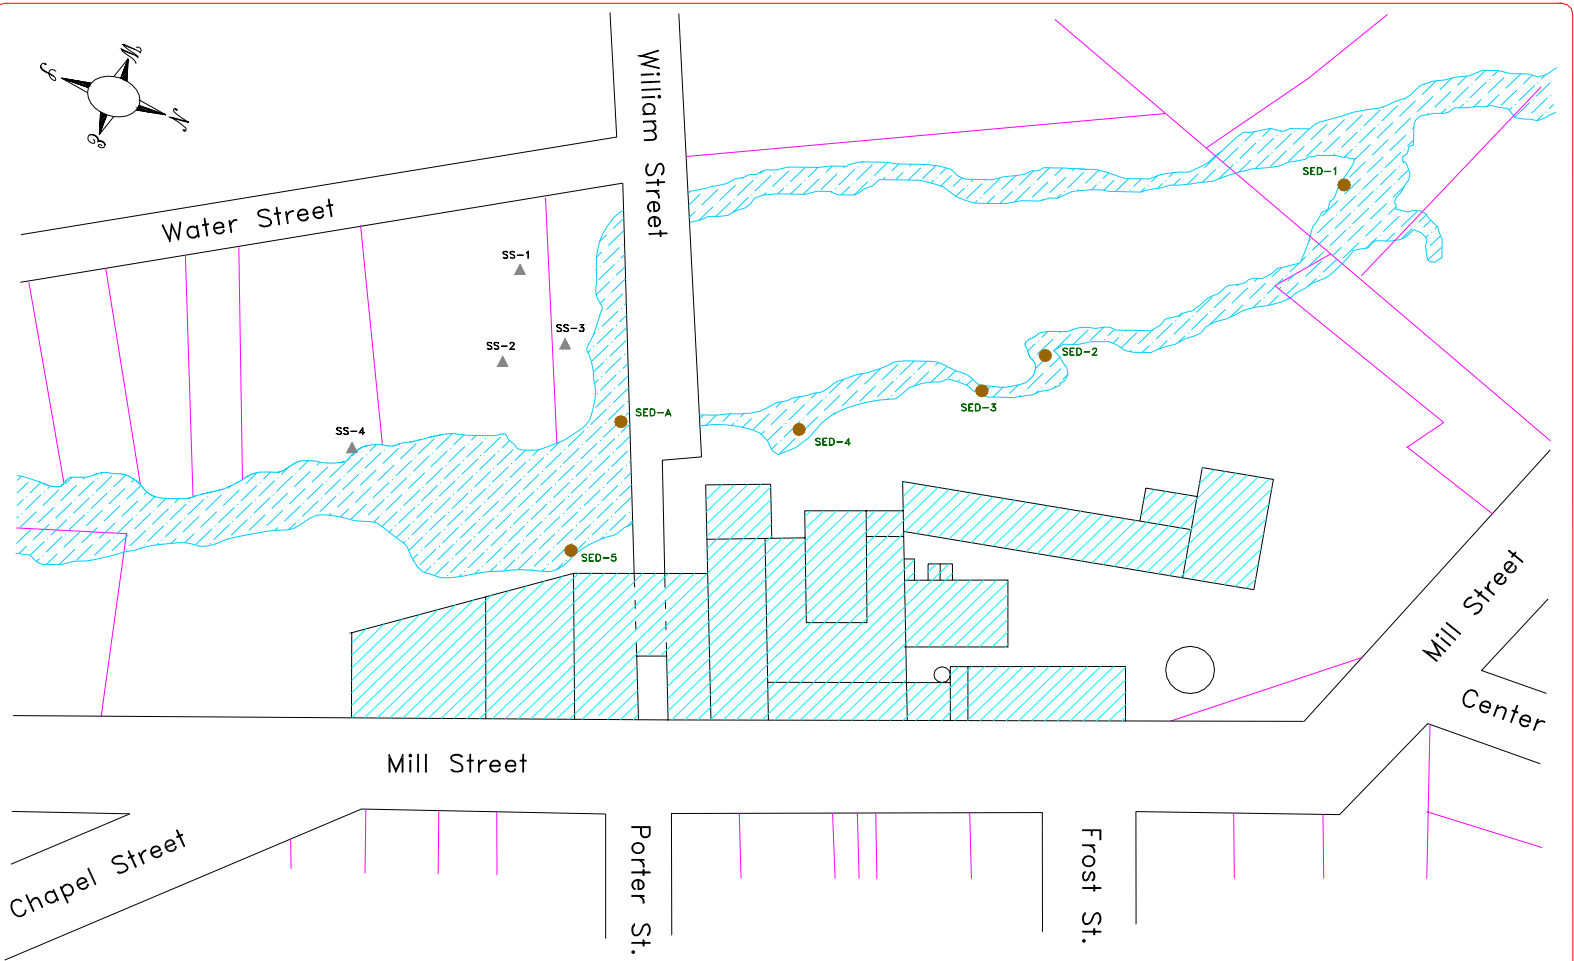 W
S
N
E
William Street
Water Street
SED-1
SS-1
SS-3
SS-2
SED-2
SED-3
SED-A
SS-4
SED-4
SED-5
Mill Street
Center
Mill Street
Chapel Street
Porter St.
Frost St.